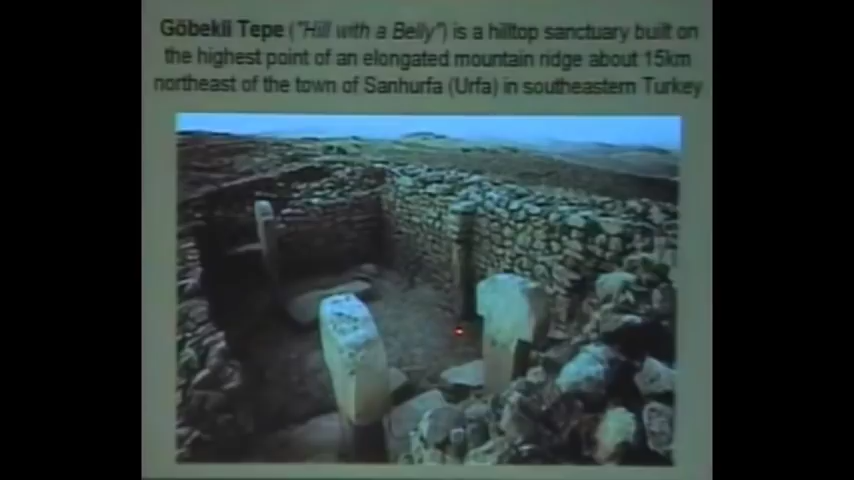 Göbekli Tepe ("Hill with a Belly") is a hilltop sanctuary built on
the highest point of an elongated mountain ridge about 15km
northeast of the town of Sanhurfa (Urfa) in southeastern Turkey